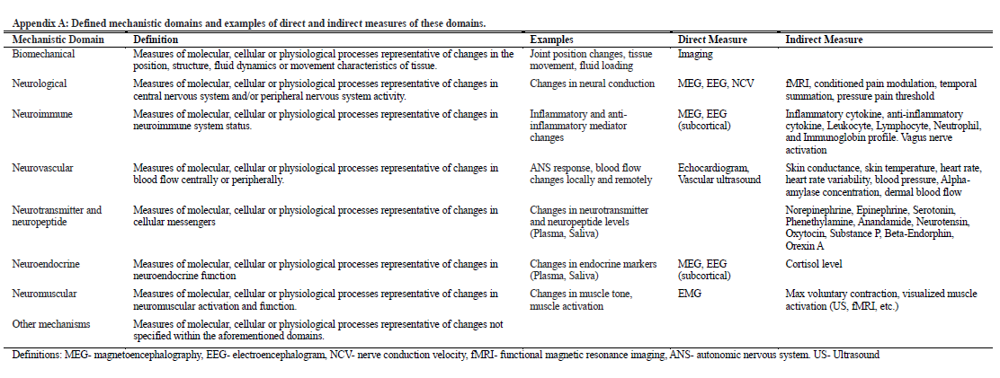 Appendix A: Defined mechanistic domains and examples of direct and indirect measures of these domains.
Mechanistic Domain Definition Examples Direct Measure Indirect Measure
Biomechanical Measures of molecular, cellular or physiological processes representative of changes in the Joint position changes, tissue Imaging
position, structure, fluid dynamics or movement characteristics of tissue. movement, fluid loading
Neurological Measures of molecular, cellular or physiological processes representative of changes in Changes in neural conduction MEG, EEG, NCV fMRI, conditioned pain modulation, temporal
central nervous system and/or peripheral nervous system activity. summation, pressure pain threshold
Neuroimmune Measures of molecular, cellular or physiological processes representative of changes in Inflammatory and anti- MEG, EEG Inflammatory cytokine, anti-inflammatory
neuroimmune system status. inflammatory mediator (subcortical) cytokine, Leukocyte, Lymphocyte, Neutrophil,
changes and Immunoglobin profile. Vagus nerve
activation
Neurovascular Measures of molecular, cellular or physiological processes representative of changes in ANS response, blood flow Echocardiogram, Skin conductance, skin temperature, heart rate,
blood flow centrally or peripherally. changes locally and remotely Vascular ultrasound heart rate variability, blood pressure, Alpha-
amylase concentration, dermal blood flow
Neurotransmitter and Measures of molecular, cellular or physiological processes representative of changes in Changes in neurotransmitter Norepinephrine, Epinephrine, Serotonin,
neuropeptide cellular messengers and neuropeptide levels Phenethylamine, Anandamide, Neurotensin,
(Plasma, Saliva) Oxytocin, Substance P, Beta-Endorphin,
Orexin A
Neuroendocrine Measures of molecular, cellular or physiological processes representative of changes in Changes in endocrine markers MEG, EEG Cortisol level
neuroendocrine function (Plasma, Saliva) (subcortical)
Neuromuscular Measures of molecular, cellular or physiological processes representative of changes in Changes in muscle tone, EMG Max voluntary contraction, visualized muscle
neuromuscular activation and function. muscle activation activation (US, fMRI, etc.)
Other mechanisms Measures of molecular, cellular or physiological processes representative of changes not
specified within the aforementioned domains.
Definitions: MEG- magnetoencephalography, EEG- electroencephalogram, NCV- nerve conduction velocity, fMRI- functional magnetic resonance imaging, ANS- autonomic nervous system. US- Ultrasound